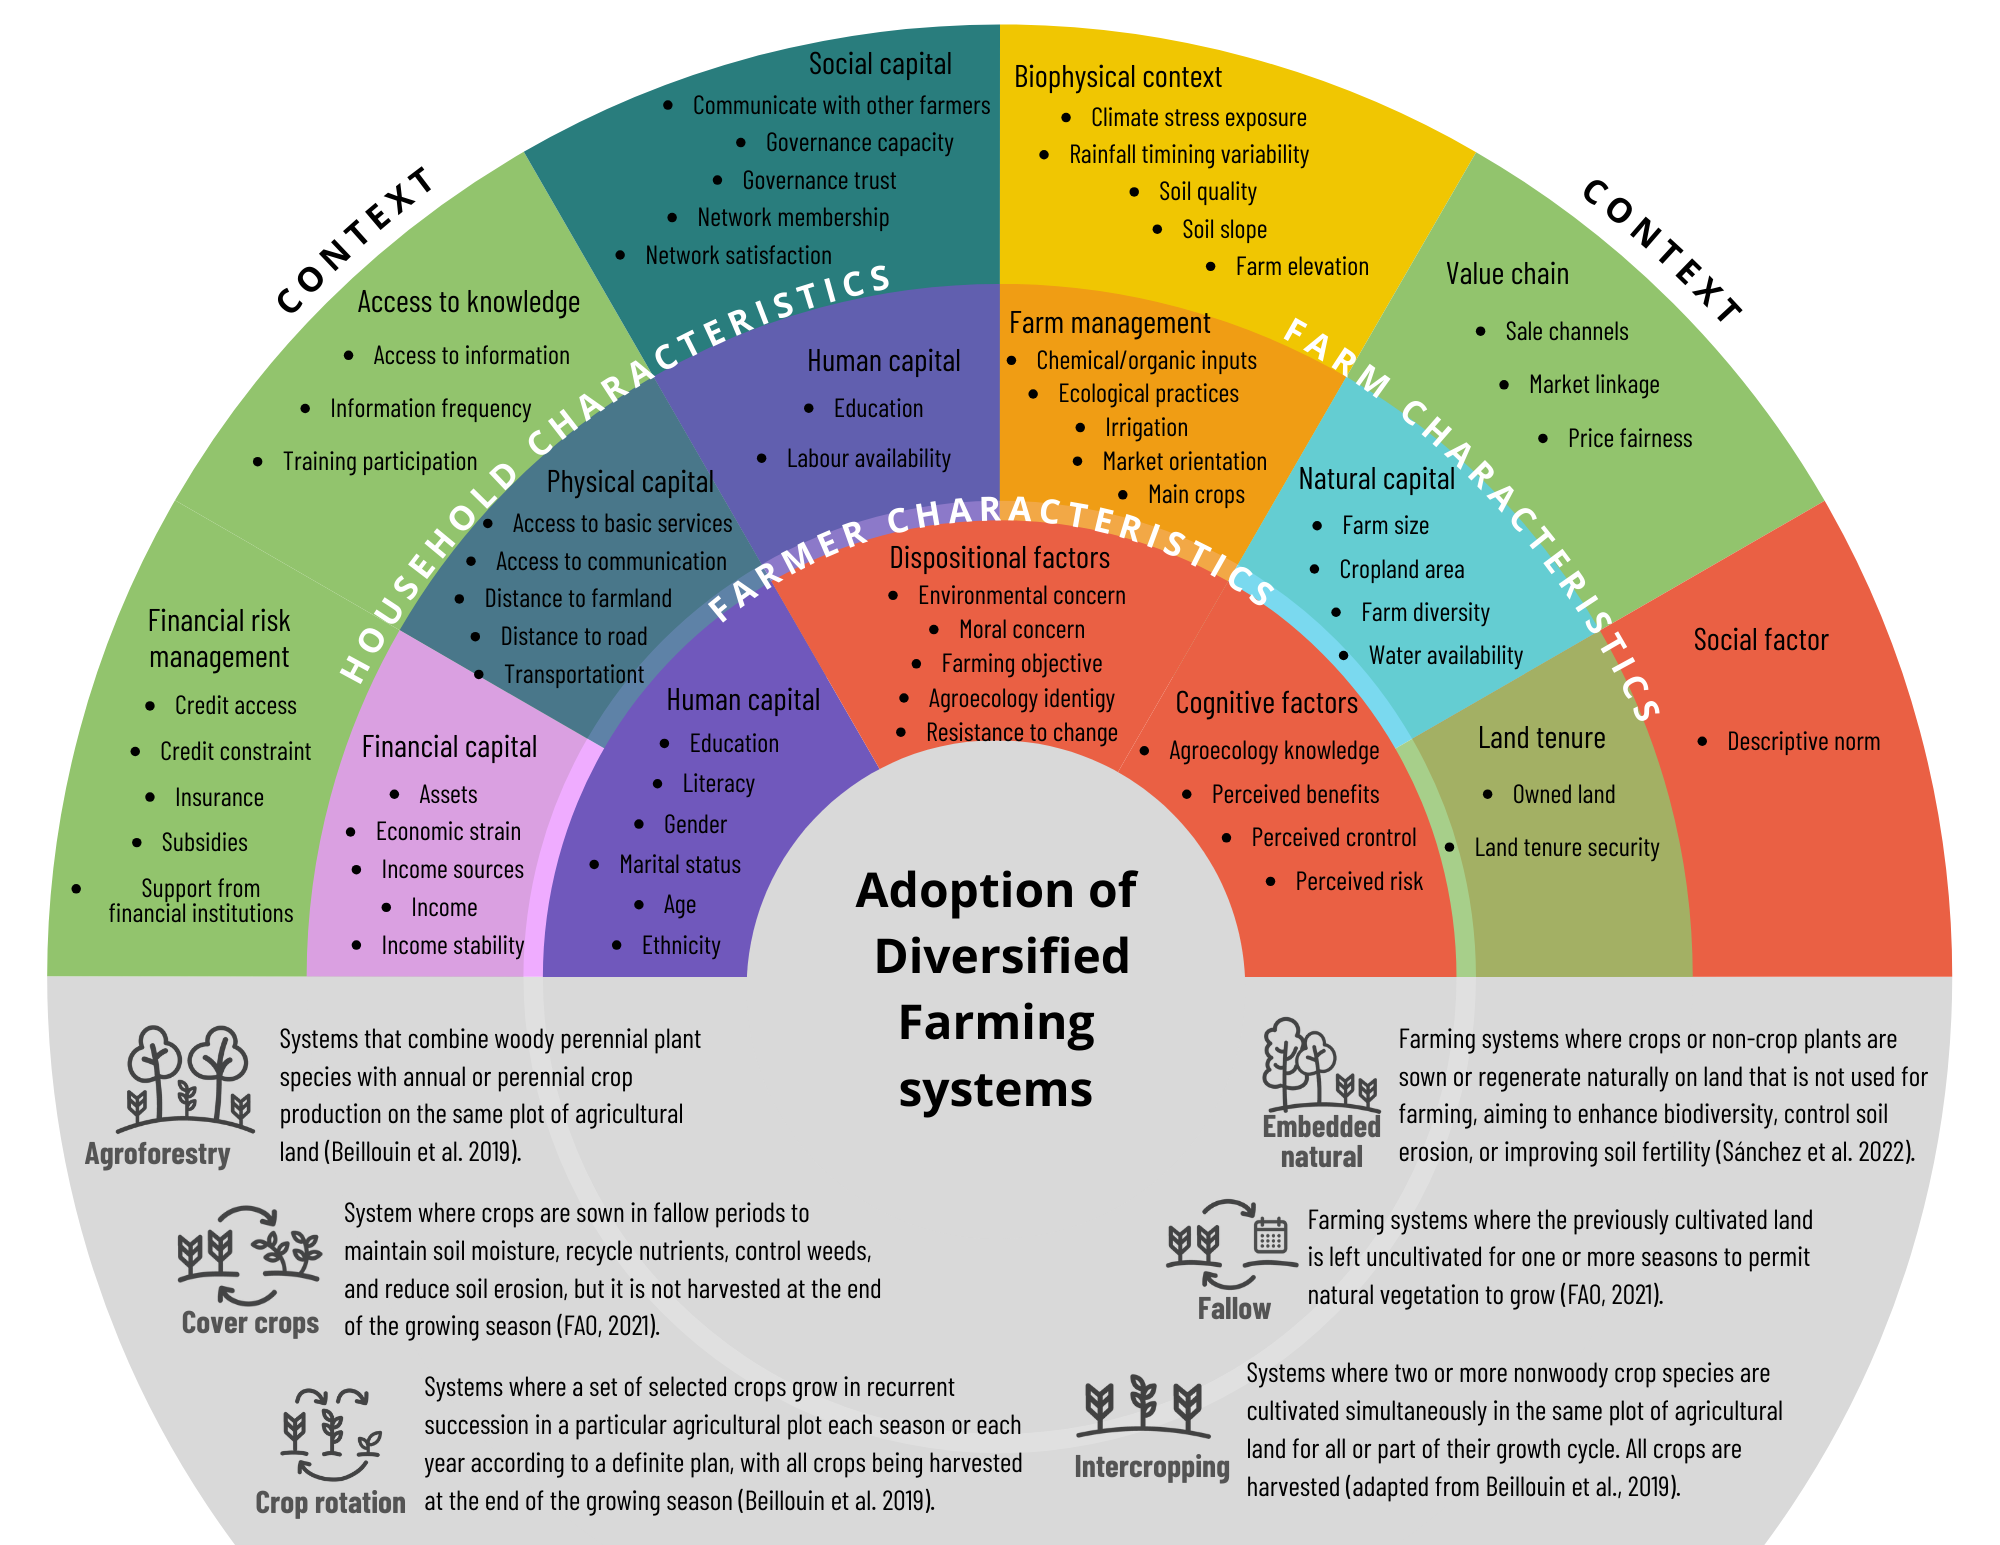 CONTEXT
CONTEXT
HOUSEHOLD CHARACTERISTICS
FARM CHARACTERISTICS
FARMER CHARACTERISTICS
Social capital
Communicate with other farmers
Governance capacity
Governance trust
Network membership
Network satisfaction
Biophysical context
Climate stress exposure
Rainfall timining variability
Soil quality
Soil slope
Farm elevation
Access to knowledge
Access to information
Information frequency
Training participation
Value chain
Sale channels
Market linkage
Price fairness
Human capital
Education
Labour availability
Farm management
Chemical/organic inputs
Ecological practices
Irrigation
Market orientation
Main crops
Physical capital
Access to basic services
Access to communication
Distance to farmland
Distance to road
Transportationt
Natural capital
Farm size
Cropland area
Farm diversity
Water availability
Financial risk
management
Credit access
Credit constraint
Insurance
Subsidies
Support from
financial institutions
Financial capital
Assets
Economic strain
Income sources
Income
Income stability
Human capital
Education
Literacy
Gender
Marital status
Age
Ethnicity
Dispositional factors
Environmental concern
Moral concern
Farming objective
Agroecology identigy
Resistance to change
Cognitive factors
Agroecology knowledge
Perceived benefits
Perceived crontrol
Perceived risk
Land tenure
Owned land
Land tenure security
Social factor
Descriptive norm
Adoption of
Diversified
Farming
systems
Agroforestry
Systems that combine woody perennial plant
species with annual or perennial crop
production on the same plot of agricultural
land (Beillouin et al. 2019).
Embedded
natural
Farming systems where crops or non-crop plants are
sown or regenerate naturally on land that is not used for
farming, aiming to enhance biodiversity, control soil
erosion, or improving soil fertility (Sánchez et al. 2022).
Cover crops
System where crops are sown in fallow periods to
maintain soil moisture, recycle nutrients, control weeds,
and reduce soil erosion, but it is not harvested at the end
of the growing season (FAO, 2021).
Fallow
Farming systems where the previously cultivated land
is left uncultivated for one or more seasons to permit
natural vegetation to grow (FAO, 2021).
Crop rotation
Systems where a set of selected crops grow in recurrent
succession in a particular agricultural plot each season or each
year according to a definite plan, with all crops being harvested
at the end of the growing season (Beillouin et al. 2019).
Intercropping
Systems where two or more nonwoody crop species are
cultivated simultaneously in the same plot of agricultural
land for all or part of their growth cycle. All crops are
harvested (adapted from Beillouin et al., 2019).